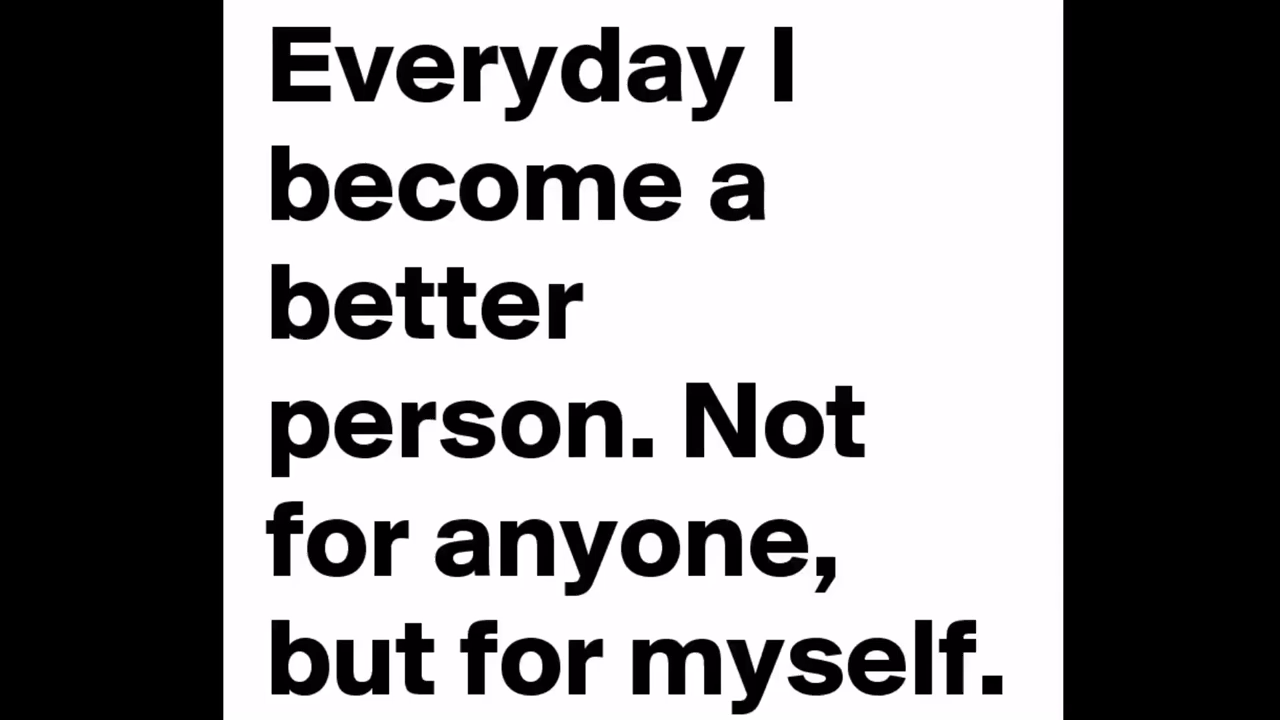 Everyday I
become a
better
person. Not
for anyone,
but for myself.